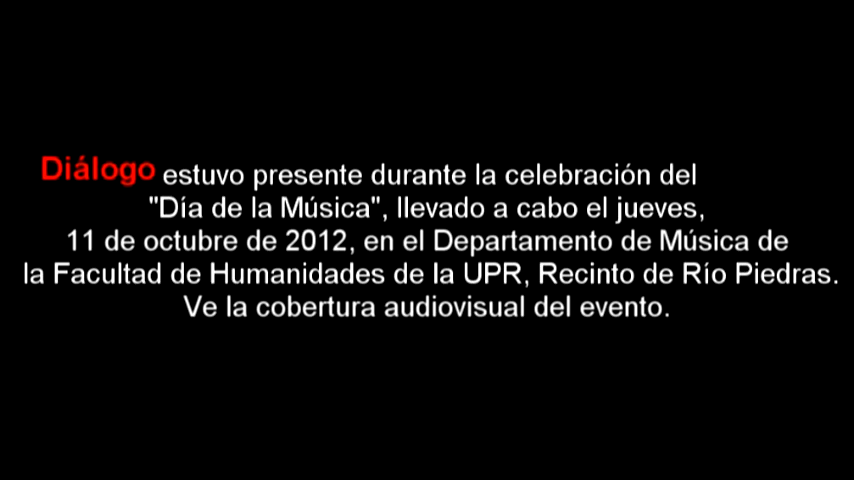 Diálogo estuvo presente durante la celebración del
"Día de la Música", llevado a cabo el jueves,
11 de octubre de 2012, en el Departamento de Música de
la Facultad de Humanidades de la UPR, Recinto de Río Piedras.
Ve la cobertura audiovisual del evento.